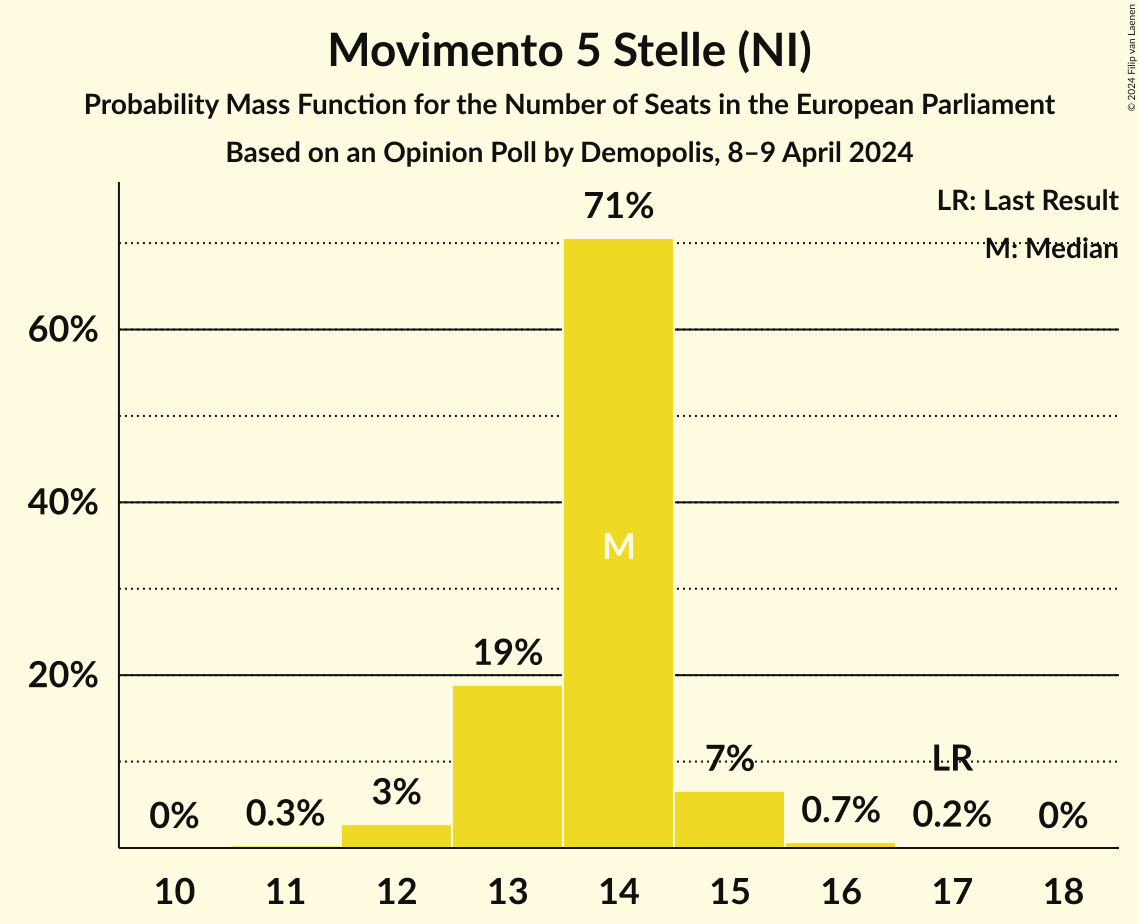 Movimento 5 Stelle (NI)
Probability Mass Function for the Number of Seats in the European Parliament
Based on an Opinion Poll by Demopolis, 8–9 April 2024
© 2024 Filip van Laenen
LR: Last Result
M: Median
71%
60%
40%
M
19%
20%
7%
LR
3%
0%
0.3%
0.7%
0.2%
0%
10 11 12 13 14 15 16 17 18